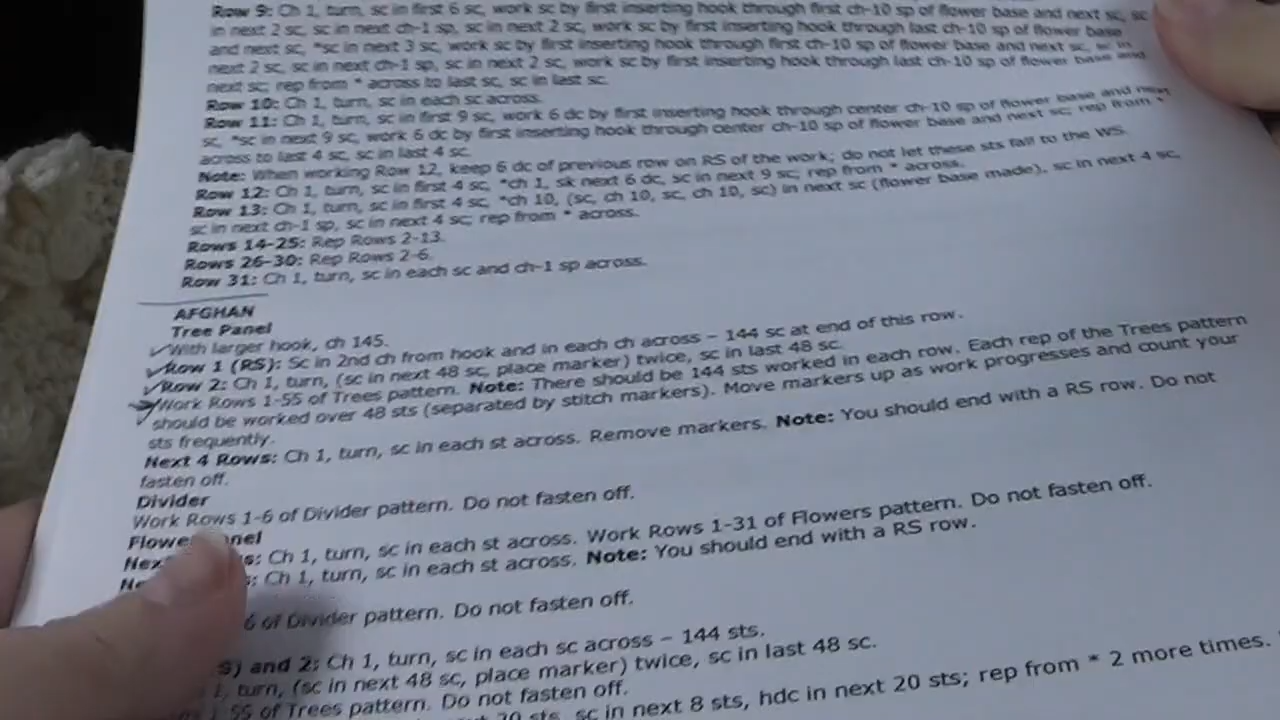 Row 9: Ch 1, turn, sc in first 6 sc, work sc by first inserting hook through first ch-10 sp of flower base and next sc, sc
in next 2 sc, sc in next ch-1 sp, sc in next 2 sc, work sc by first inserting hook through last ch-10 sp of flower base
and next sc, *sc in next 3 sc, work sc by first inserting hook through first ch-10 sp of flower base and next sc, sc in
next 2 sc, sc in next ch-1 sp, sc in next 2 sc, work sc by first inserting hook through last ch-10 sp of flower base and
next sc; rep from * across to last sc, sc in last sc.
Row 10: Ch 1, turn, sc in each sc across.
Row 11: Ch 1, turn, sc in first 9 sc, work 6 dc by first inserting hook through center ch-10 sp of flower base and next
sc, *sc in next 9 sc, work 6 dc by first inserting hook through center ch-10 sp of flower base and next sc; rep from *
across to last 4 sc, sc in last 4 sc.
Note: When working Row 12, keep 6 dc of previous row on RS of the work; do not let these sts fall to the WS.
Row 12: Ch 1, turn, sc in first 4 sc, *ch 1, sk next 6 dc, sc in next 9 sc; rep from * across.
Row 13: Ch 1, turn, sc in first 4 sc, *ch 10, (sc, ch 10, sc, ch 10, sc) in next sc (flower base made), sc in next 4 sc,
sc in next ch-1 sp, sc in next 4 sc; rep from * across.
Rows 14-25: Rep Rows 2-13.
Rows 26-30: Rep Rows 2-6.
Row 31: Ch 1, turn, sc in each sc and ch-1 sp across.
AFGHAN
Tree Panel
With larger hook, ch 145.
Row 1 (RS): Sc in 2nd ch from hook and in each ch across – 144 sc at end of this row.
Row 2: Ch 1, turn, (sc in next 48 sc, place marker) twice, sc in last 48 sc.
Work Rows 1-55 of Trees pattern. Note: There should be 144 sts worked in each row. Each rep of the Trees pattern
should be worked over 48 sts (separated by stitch markers). Move markers up as work progresses and count your
sts frequently.
Next 4 Rows: Ch 1, turn, sc in each st across. Remove markers. Note: You should end with a RS row. Do not
fasten off.
Divider
Work Rows 1-6 of Divider pattern. Do not fasten off.
Flower
Ch 1, turn, sc in each st across. Work Rows 1-31 of Flowers pattern. Do not fasten off.
Ch 1, turn, sc in each st across. Note: You should end with a RS row.
6 of Divider pattern. Do not fasten off.
and 2: Ch 1, turn, sc in each sc across – 144 sts.
turn, (sc in next 48 sc, place marker) twice, sc in last 48 sc.
55 of Trees pattern. Do not fasten off.
20 sts, sc in next 8 sts, hdc in next 20 sts; rep from * 2 more times.